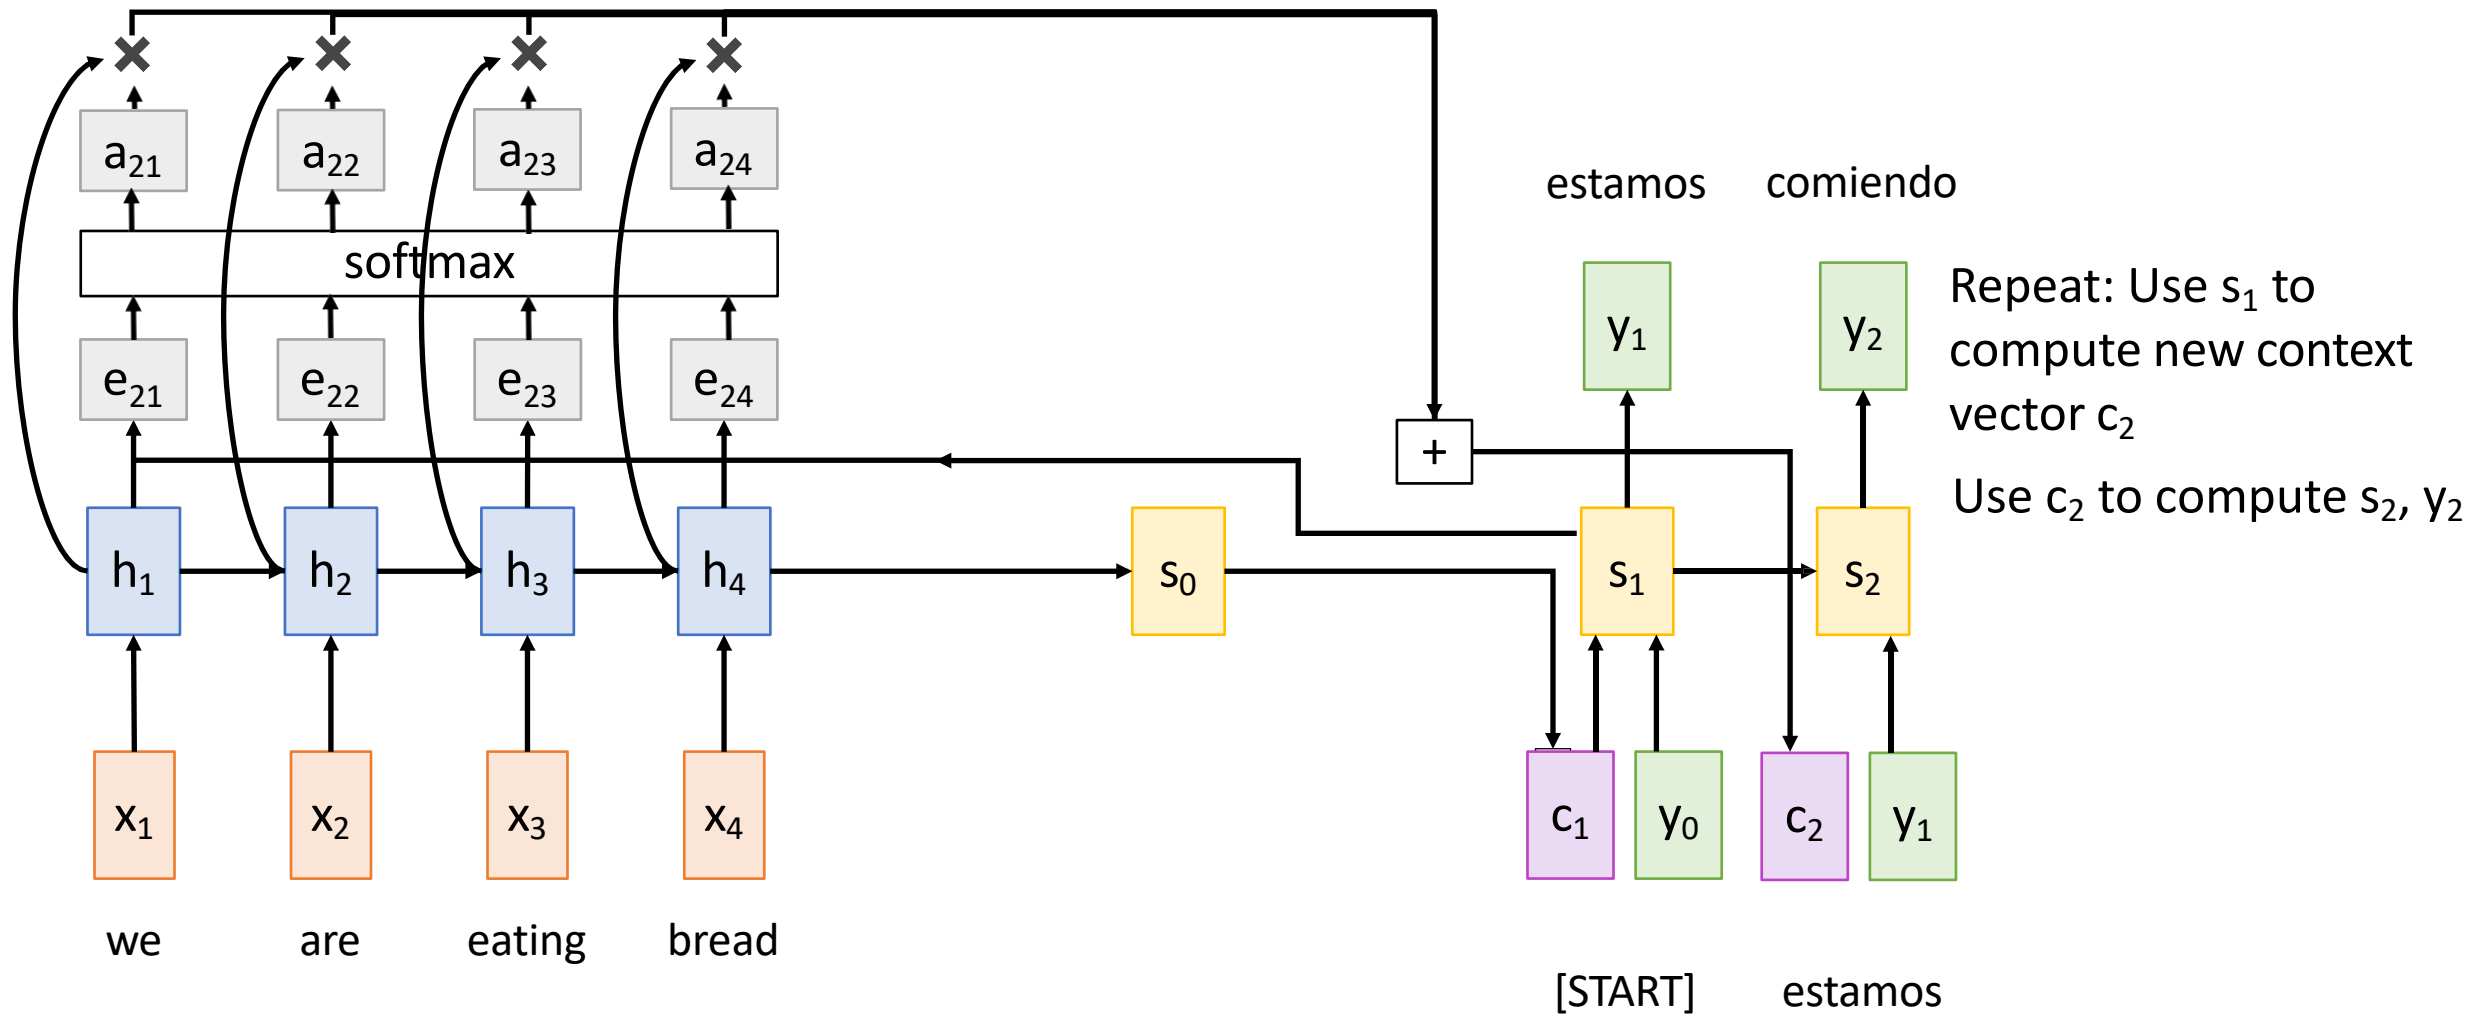 a₂₁ a₂₂ a₂₃ a₂₄
estamos comiendo
softmax
y₁ y₂
Repeat: Use s₁ to
compute new context
vector c₂
e₂₁ e₂₂ e₂₃ e₂₄
+
Use c₂ to compute s₂, y₂
h₁ h₂ h₃ h₄ s₀ s₁ s₂
x₁ x₂ x₃ x₄ c₁ y₀ c₂ y₁
we are eating bread
[START] estamos